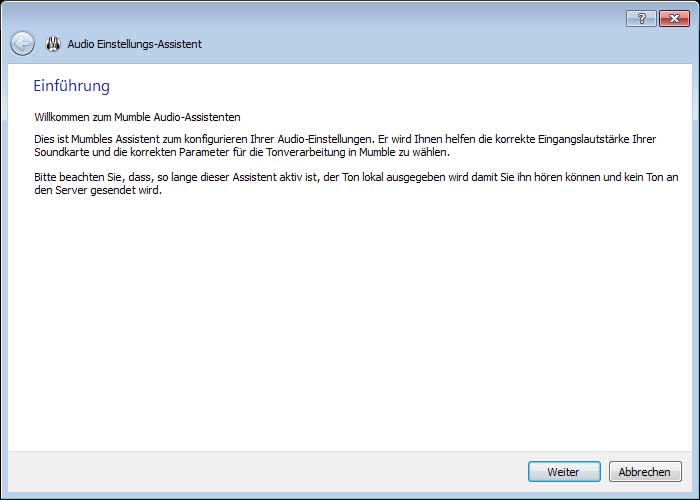 ?
Audio Einstellungs-Assistent
Einführung
Willkommen zum Mumble Audio-Assistenten
Dies ist Mumbles Assistent zum konfigurieren Ihrer Audio-Einstellungen. Er wird Ihnen helfen die korrekte Eingangslautstärke Ihrer
Soundkarte und die korrekten Parameter für die Tonverarbeitung in Mumble zu wählen.
Bitte beachten Sie, dass, so lange dieser Assistent aktiv ist, der Ton lokal ausgegeben wird damit Sie ihn hören können und kein Ton an
den Server gesendet wird.
Weiter Abbrechen